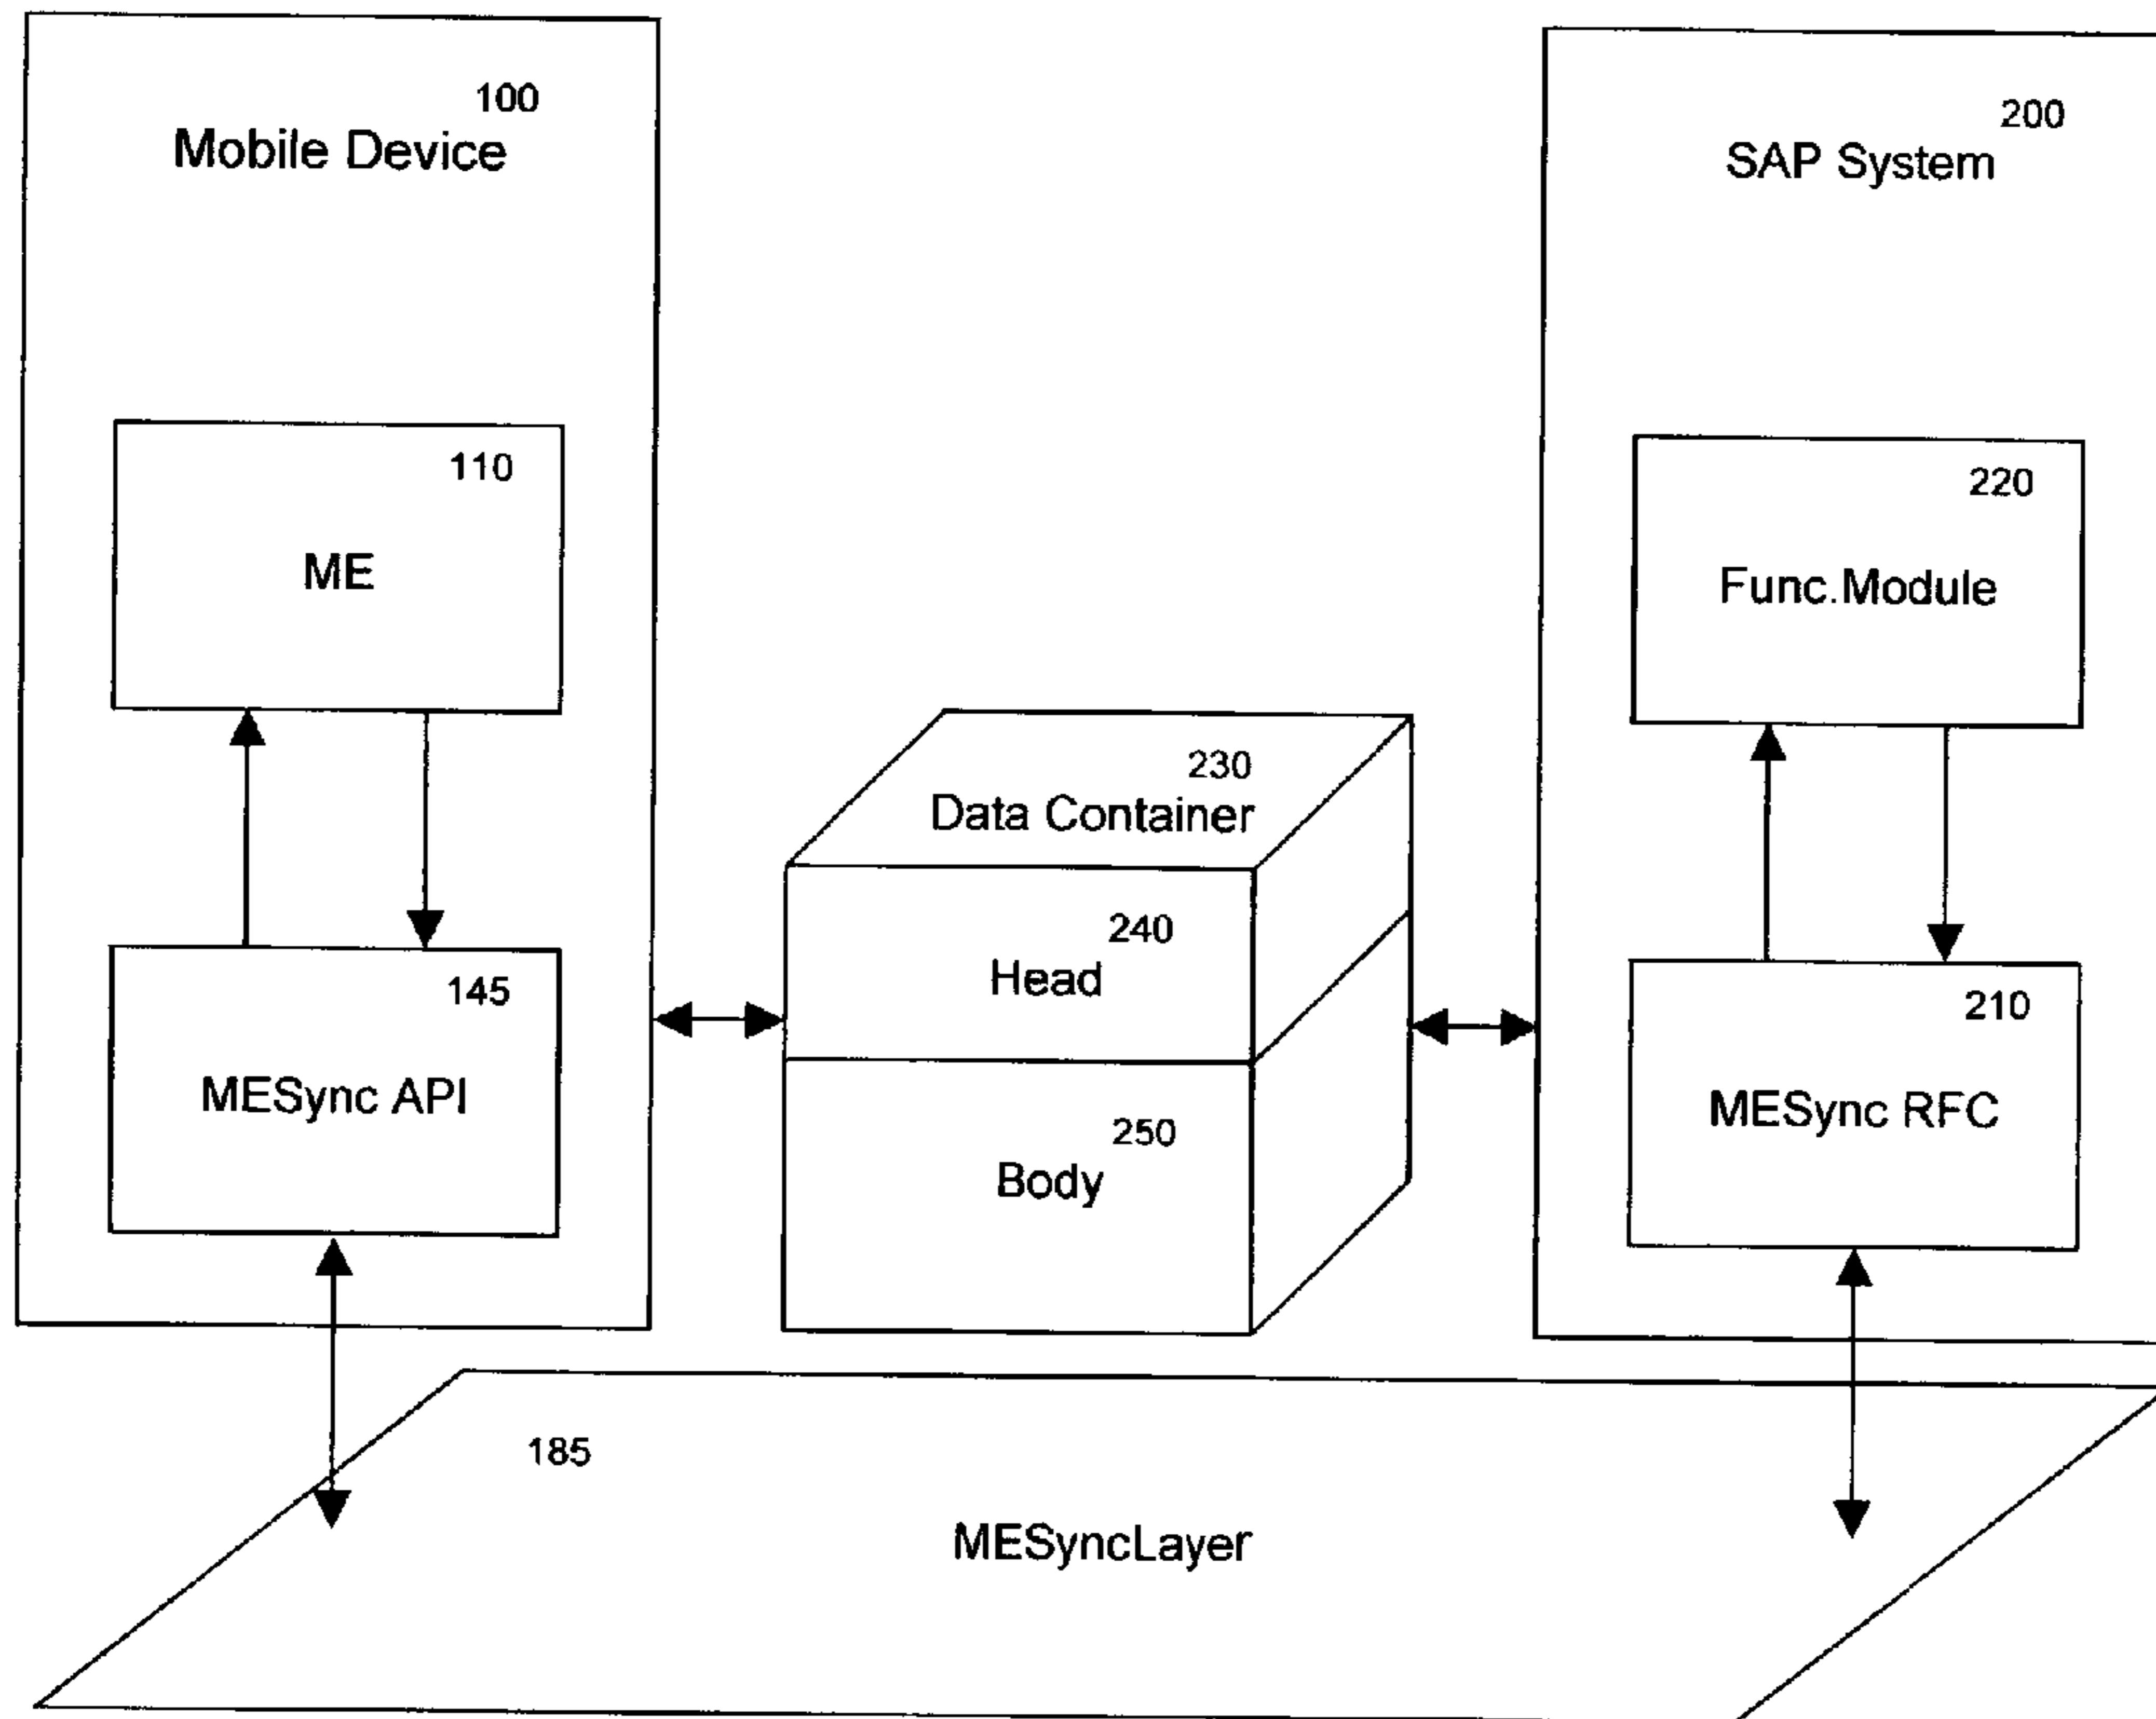 100
Mobile Device
200
SAP System
110
ME
220
Func.Module
230
Data Container
240
Head
145
MESync API
210
MESync RFC
250
Body
185
MESyncLayer